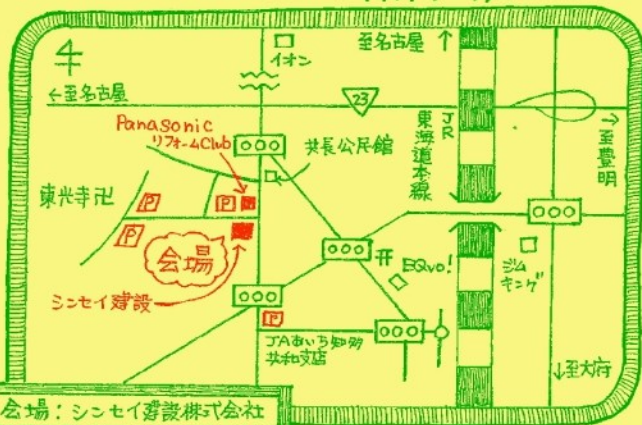 至名古屋
イオン
←至名古屋
23
Panasonic
リフォームClub
共長公民館
JR
東海道本線
至豊明
東光寺卍
P
P
P
会場
シンセイ建設
EQvo!
ジム
キング
P
JAあいち知多
共和支店
↓至大府
会場：シンセイ建設株式会社